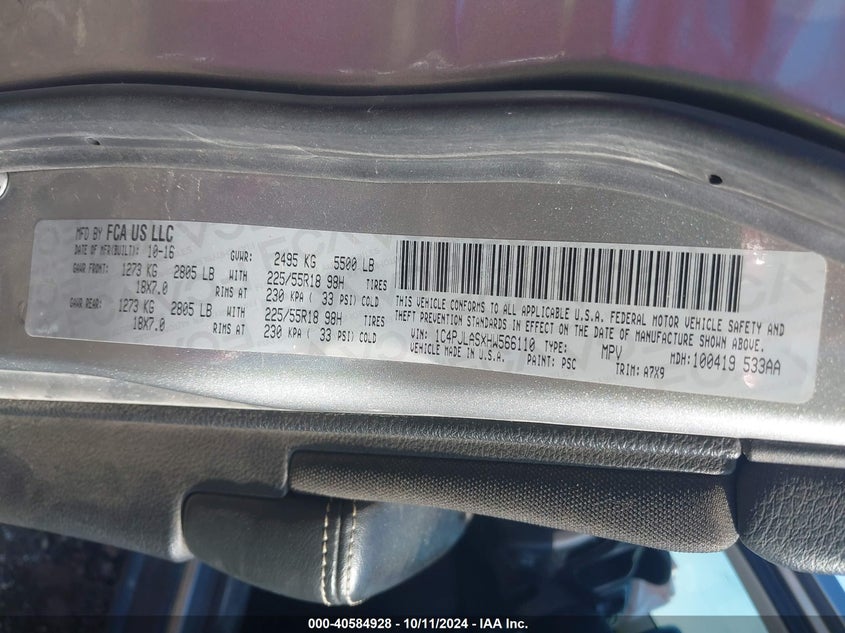 MFD BY FCA US LLC
DATE OF MFR(BUILT): 10-16 GVWR: 2495 KG 5500 LB
GAWR FRONT: 1273 KG 2805 LB WITH 225/55R18 98H TIRES
18X7.0 RIMS AT 230 KPA ( 33 PSI) COLD
GAWR REAR: 1273 KG 2805 LB WITH 225/55R18 98H TIRES
18X7.0 RIMS AT 230 KPA ( 33 PSI) COLD
THIS VEHICLE CONFORMS TO ALL APPLICABLE U.S.A. FEDERAL MOTOR VEHICLE SAFETY AND
THEFT PREVENTION STANDARDS IN EFFECT ON THE DATE OF MANUFACTURE SHOWN ABOVE.
VIN: 1C4PJLASXHW566110 TYPE: MPV MDH: 100419 533AA
VEHICLE MADE IN U.S.A. PAINT: PSC TRIM: A7X9
000-40584928 - 10/11/2024 - IAA Inc.